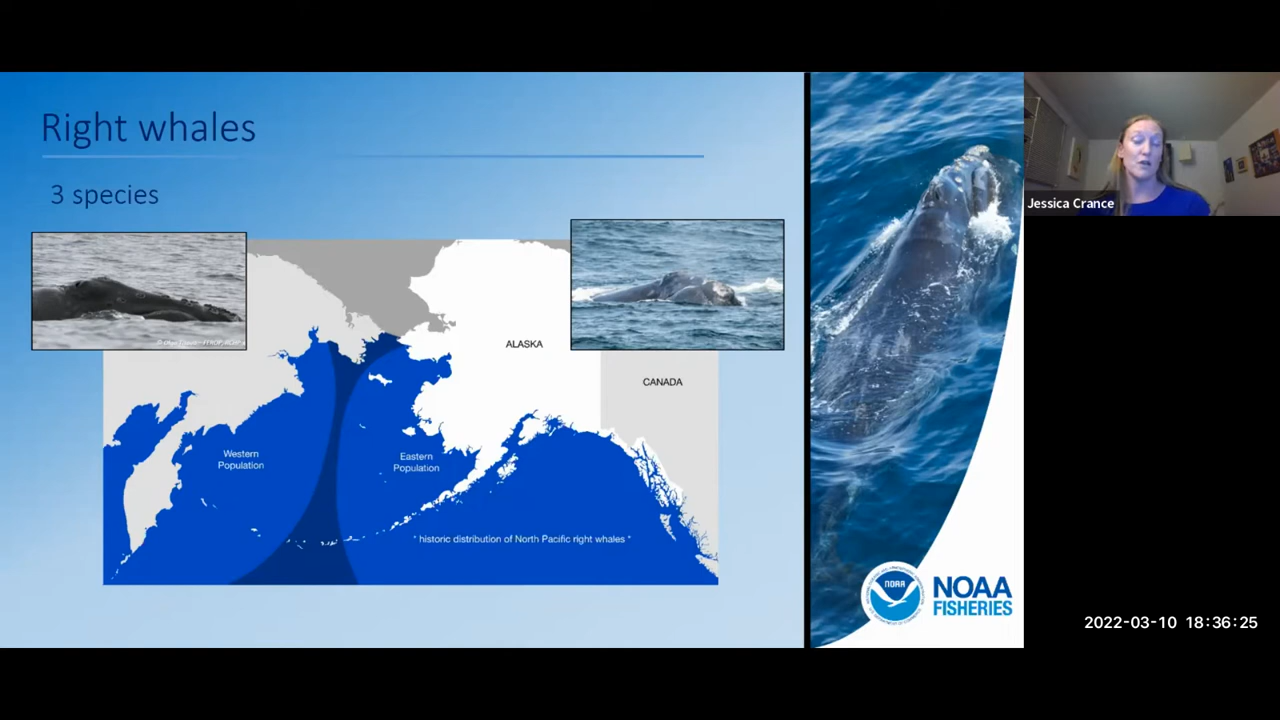 Right whales
3 species
ALASKA
CANADA
Western
Population
Eastern
Population
* historic distribution of North Pacific right whales *
NOAA
NOAA
FISHERIES
Jessica Crance
2022-03-10 18:36:25